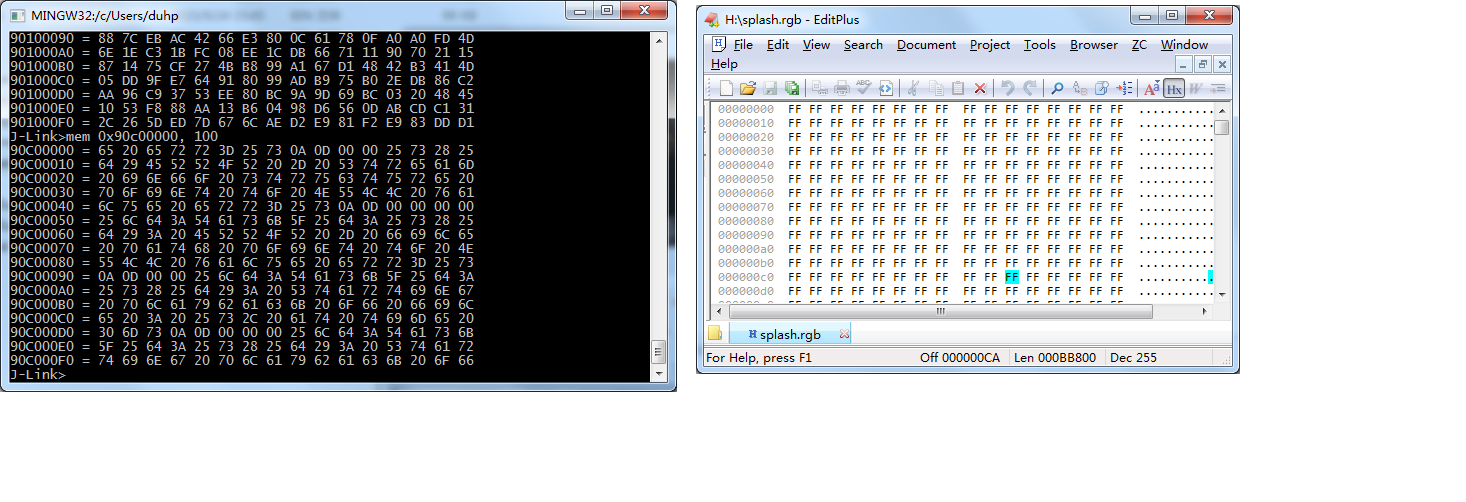 MINGW32:/c/Users/duhp
90100090 = 88 7C EB AC 42 66 E3 80 0C 61 78 0F A0 A0 FD 4D
901000A0 = 6E 1E C3 1B FC 08 EE 1C DB 66 71 11 90 70 21 15
901000B0 = 87 14 75 CF 27 4B B8 99 A1 67 D1 48 42 B3 41 4D
901000C0 = 05 DD 9F E7 64 91 80 99 AD B9 75 B0 2E DB 86 C2
901000D0 = AA 96 C9 37 53 EE 80 BC 9A 9D 69 BC 03 20 48 45
901000E0 = 10 53 F8 88 AA 13 B6 04 98 D6 56 0D AB CD C1 31
901000F0 = 2C 26 5D ED 7D 67 6C AE D2 E9 81 F2 E9 83 DD D1
J-Link>mem 0x90c00000, 100
90C00000 = 65 20 65 72 72 3D 25 73 0A 0D 00 00 25 73 28 25
90C00010 = 64 29 45 52 52 4F 52 20 2D 20 53 74 72 65 61 6D
90C00020 = 20 69 6E 66 6F 20 73 74 72 75 63 74 75 72 65 20
90C00030 = 70 6F 69 6E 74 20 74 6F 20 4E 55 4C 4C 20 76 61
90C00040 = 6C 75 65 20 65 72 72 3D 25 73 0A 0D 00 00 00 00
90C00050 = 25 6C 64 3A 54 61 73 6B 5F 25 64 3A 25 73 28 25
90C00060 = 64 29 3A 20 45 52 52 4F 52 20 2D 20 66 69 6C 65
90C00070 = 20 70 61 74 68 20 70 6F 69 6E 74 20 74 6F 20 4E
90C00080 = 55 4C 4C 20 76 61 6C 75 65 20 65 72 72 3D 25 73
90C00090 = 0A 0D 00 00 25 6C 64 3A 54 61 73 6B 5F 25 64 3A
90C000A0 = 25 73 28 25 64 29 3A 20 53 74 61 72 74 69 6E 67
90C000B0 = 20 70 6C 61 79 62 61 63 6B 20 6F 66 20 66 69 6C
90C000C0 = 65 20 3A 20 25 73 2C 20 61 74 20 74 69 6D 65 20
90C000D0 = 30 6D 73 0A 0D 00 00 00 25 6C 64 3A 54 61 73 6B
90C000E0 = 5F 25 64 3A 25 73 28 25 64 29 3A 20 53 74 61 72
90C000F0 = 74 69 6E 67 20 70 6C 61 79 62 61 63 6B 20 6F 66
J-Link>
H:\splash.rgb - EditPlus
File Edit View Search Document Project Tools Browser ZC Window
Help
00000000 FF FF FF FF FF FF FF FF FF FF FF FF FF FF FF FF ...........
00000010 FF FF FF FF FF FF FF FF FF FF FF FF FF FF FF FF ...........
00000020 FF FF FF FF FF FF FF FF FF FF FF FF FF FF FF FF ...........
00000030 FF FF FF FF FF FF FF FF FF FF FF FF FF FF FF FF ...........
00000040 FF FF FF FF FF FF FF FF FF FF FF FF FF FF FF FF ...........
00000050 FF FF FF FF FF FF FF FF FF FF FF FF FF FF FF FF ...........
00000060 FF FF FF FF FF FF FF FF FF FF FF FF FF FF FF FF ...........
00000070 FF FF FF FF FF FF FF FF FF FF FF FF FF FF FF FF ...........
00000080 FF FF FF FF FF FF FF FF FF FF FF FF FF FF FF FF ...........
00000090 FF FF FF FF FF FF FF FF FF FF FF FF FF FF FF FF ...........
000000a0 FF FF FF FF FF FF FF FF FF FF FF FF FF FF FF FF ...........
000000b0 FF FF FF FF FF FF FF FF FF FF FF FF FF FF FF FF ...........
000000c0 FF FF FF FF FF FF FF FF FF FF FF FF FF FF FF FF ...........
000000d0 FF FF FF FF FF FF FF FF FF FF FF FF FF FF FF FF ...........
splash.rgb
For Help, press F1 Off 000000CA Len 000BB800 Dec 255